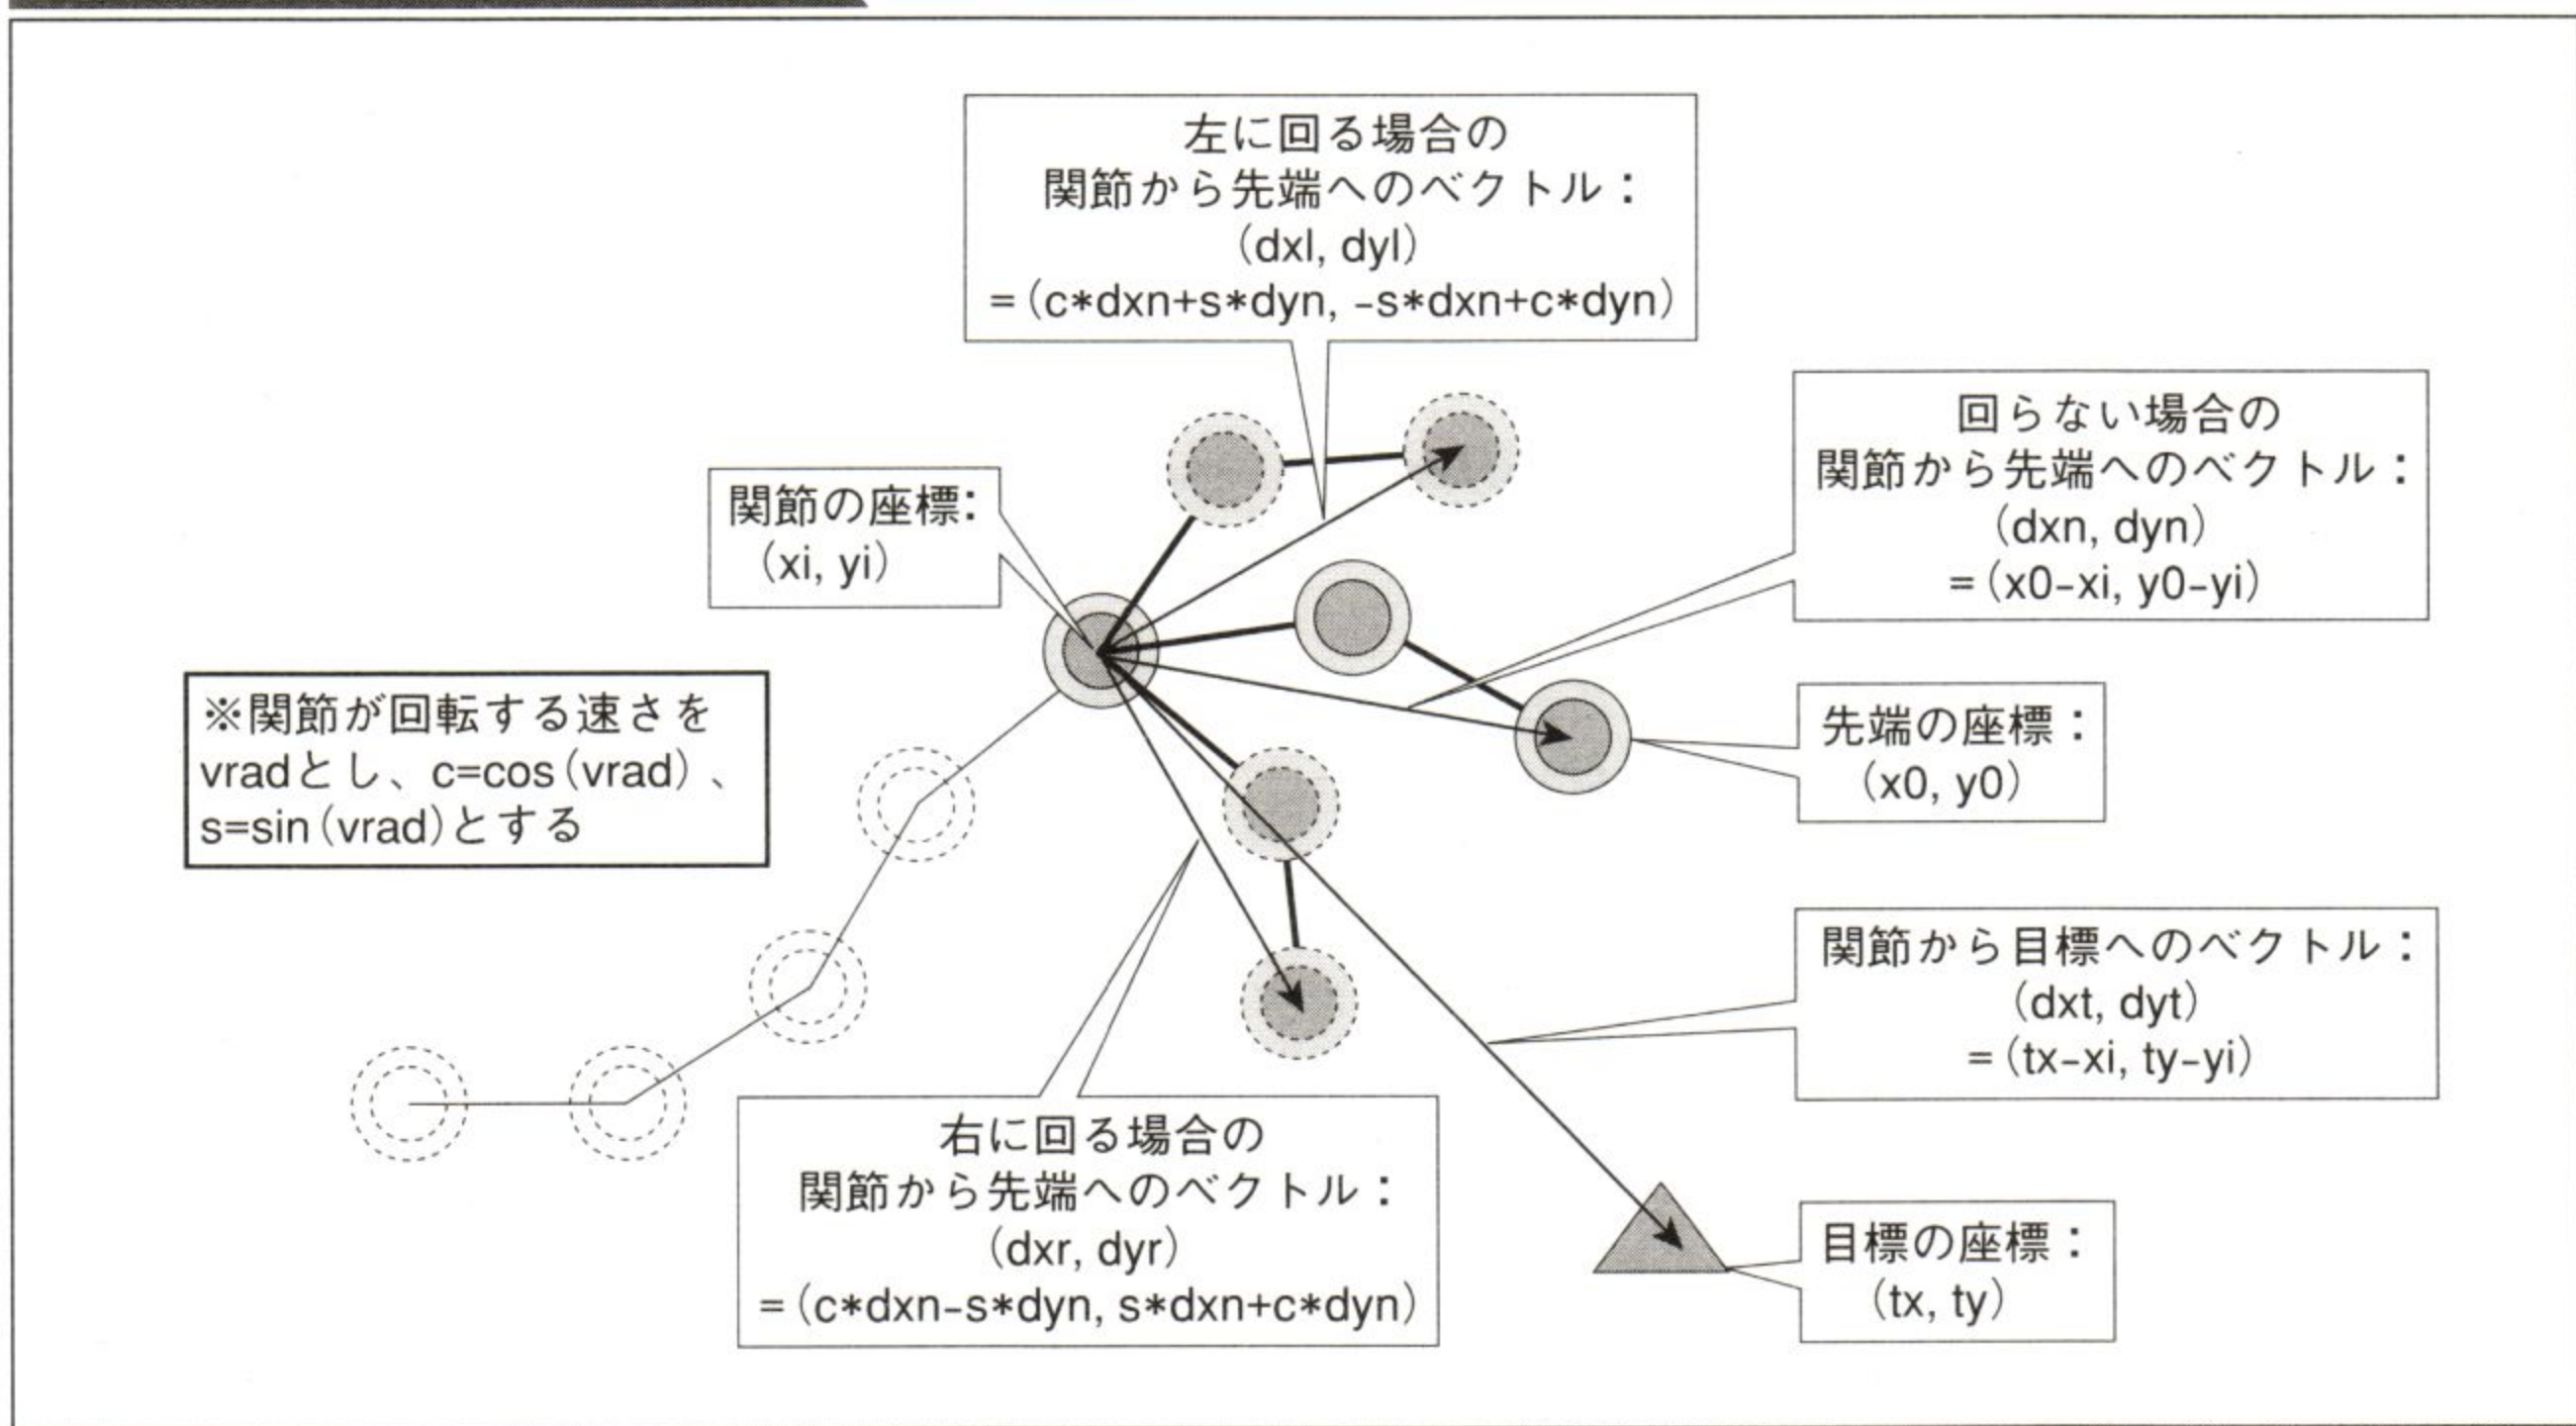 左に回る場合の
関節から先端へのベクトル：
(dxl, dyl)
=(c*dxn+s*dyn, -s*dxn+c*dyn)
回らない場合の
関節から先端へのベクトル：
(dxn, dyn)
=(x0-xi, y0-yi)
関節の座標：
(xi, yi)
※関節が回転する速さを
vradとし、c=cos(vrad)、
s=sin(vrad)とする
先端の座標：
(x0, y0)
関節から目標へのベクトル：
(dxt, dyt)
=(tx-xi, ty-yi)
右に回る場合の
関節から先端へのベクトル：
(dxr, dyr)
=(c*dxn-s*dyn, s*dxn+c*dyn)
目標の座標：
(tx, ty)